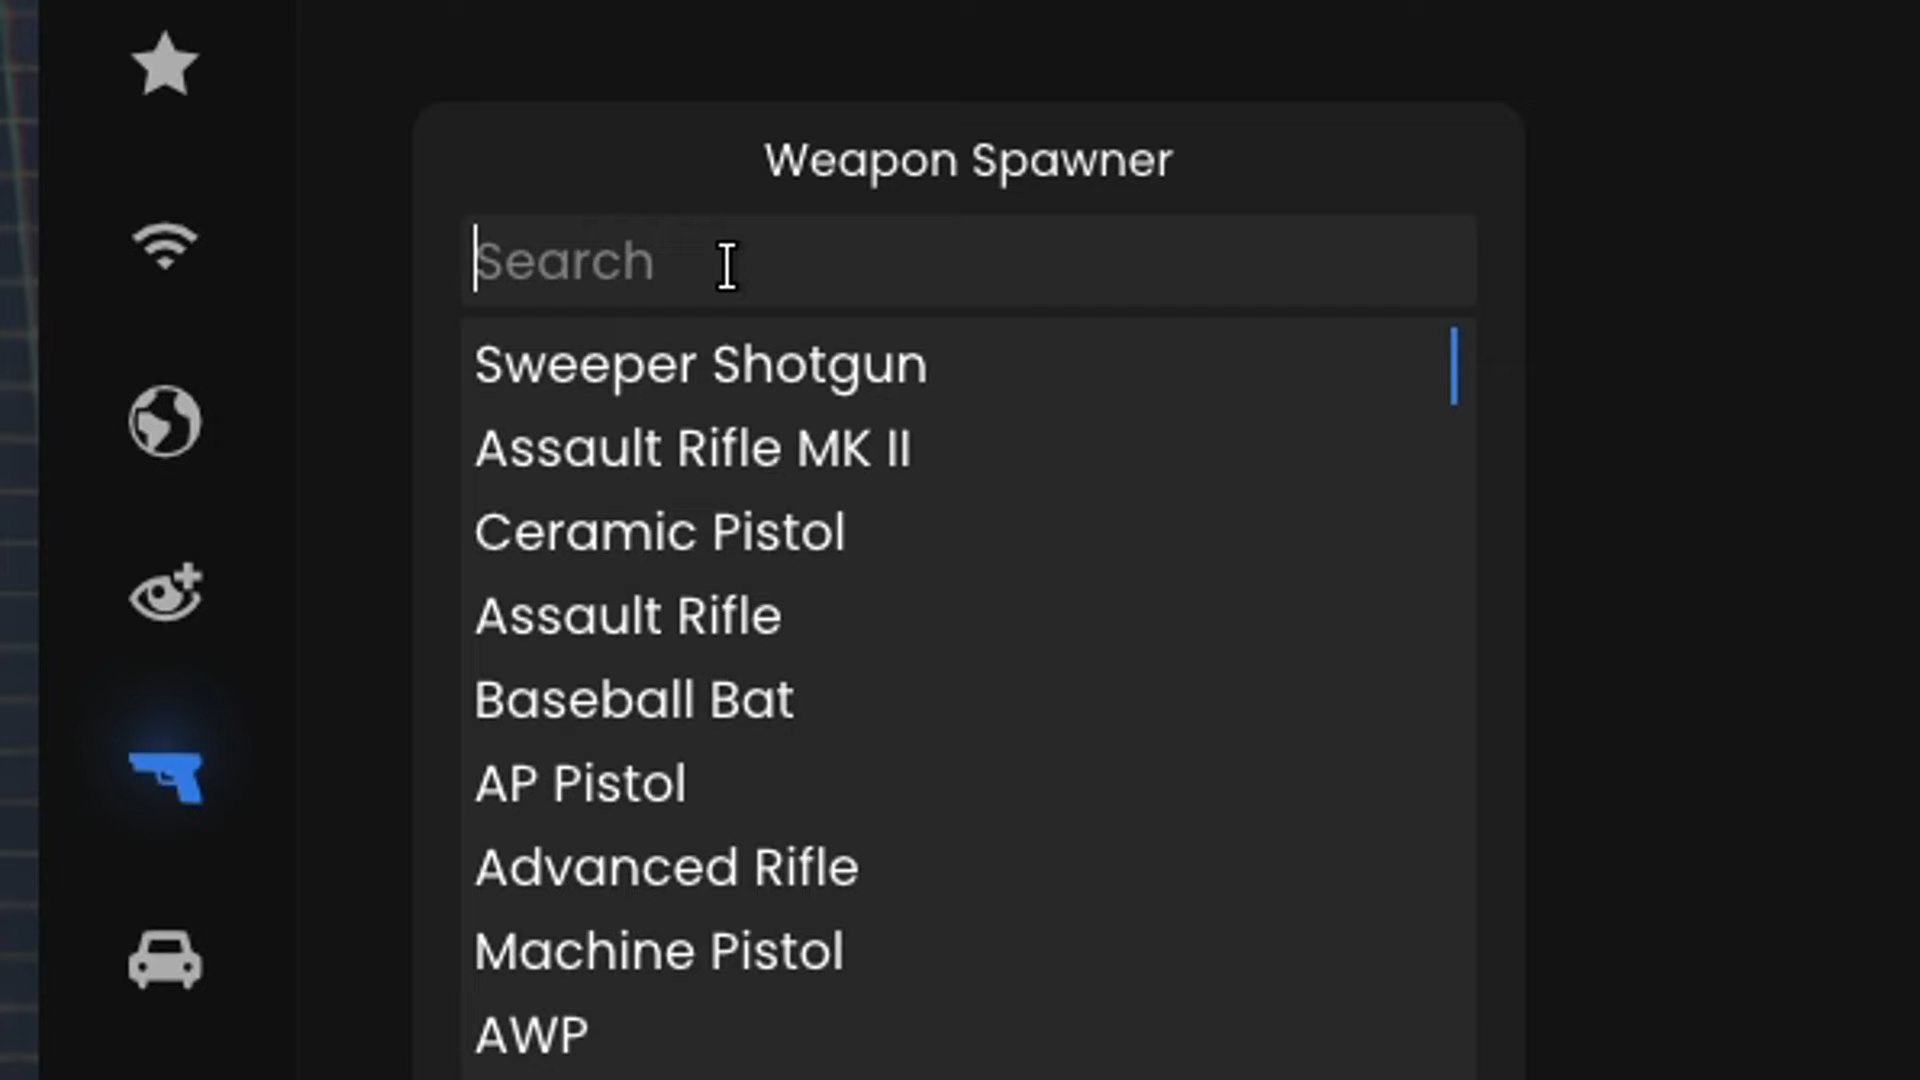 Weapon Spawner
Search
Sweeper Shotgun
Assault Rifle MK II
Ceramic Pistol
Assault Rifle
Baseball Bat
AP Pistol
Advanced Rifle
Machine Pistol
AWP